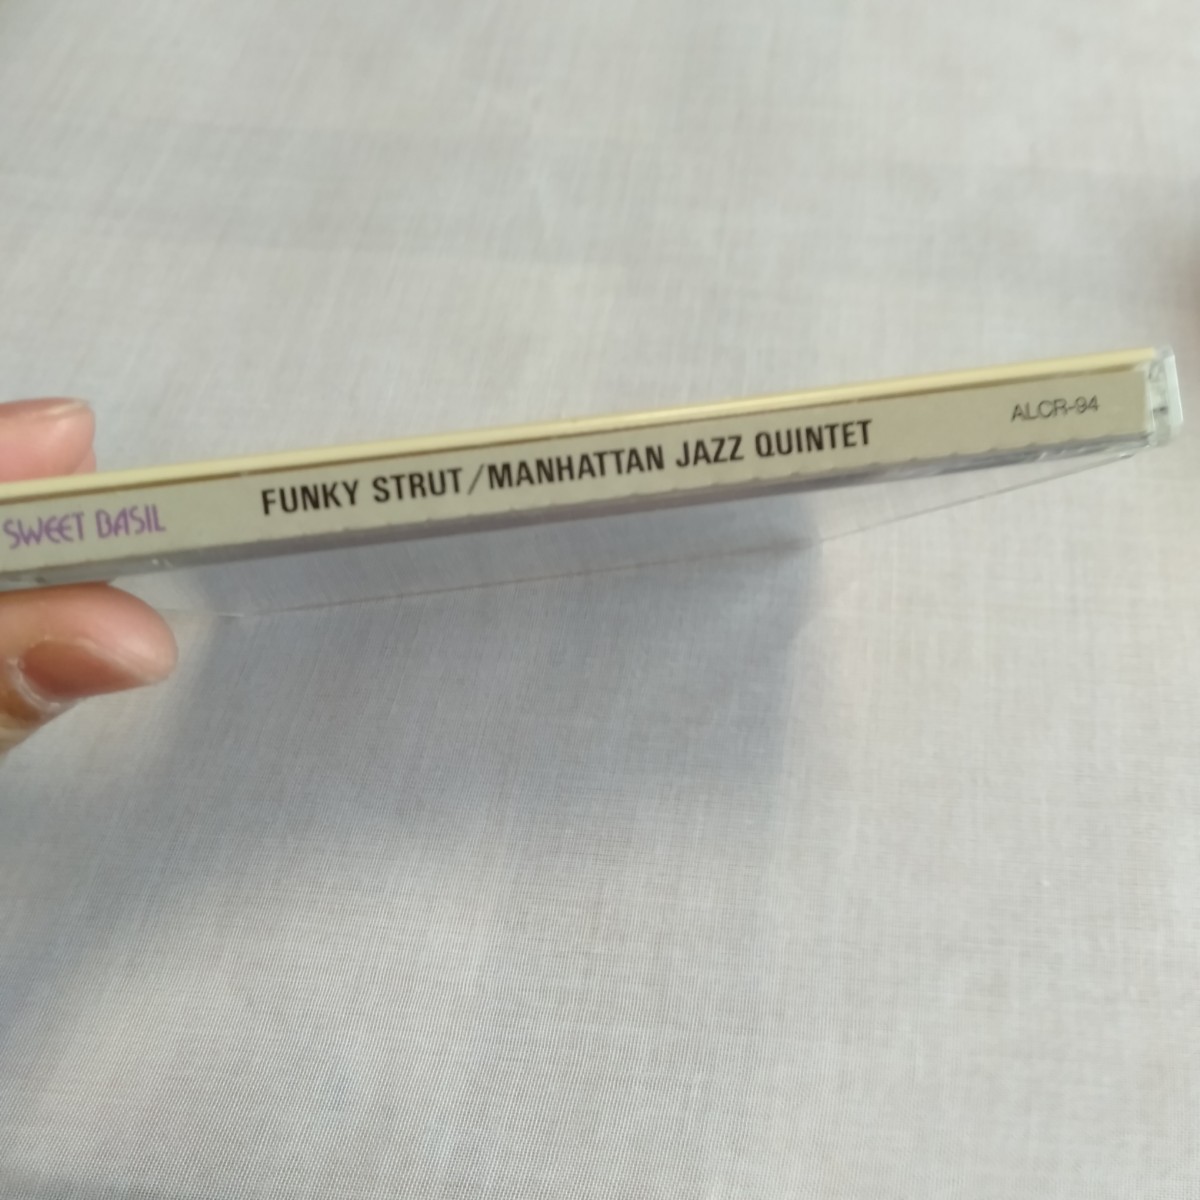 SWEET BASIL FUNKY STRUT/MANHATTAN JAZZ QUINTET ALCR-94